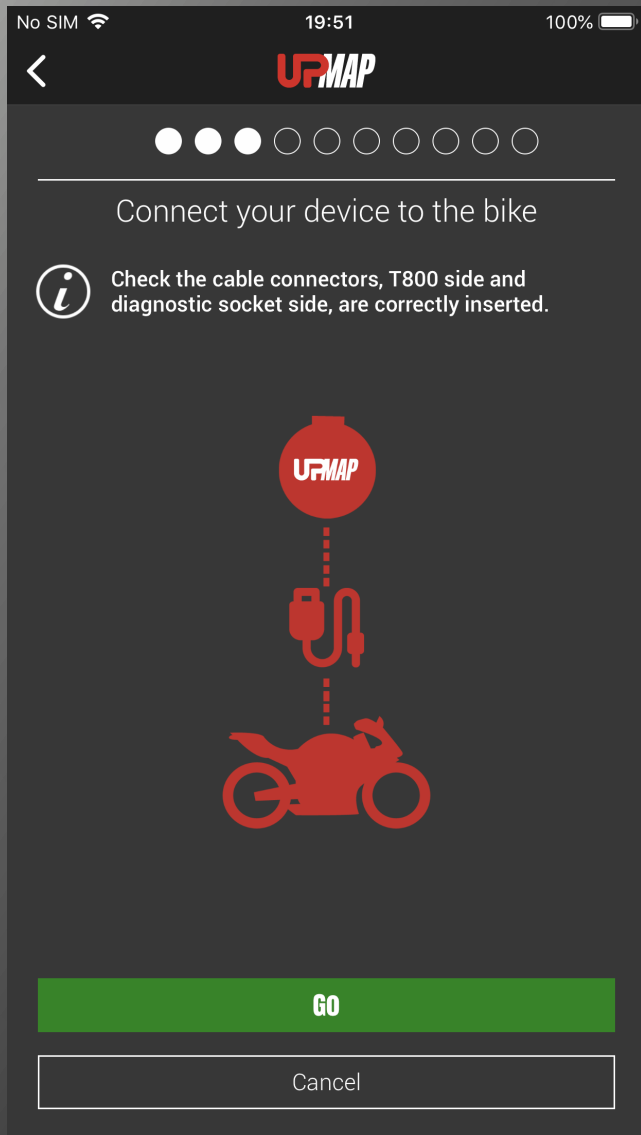 No SIM 19:51 100%
UPMAP
Connect your device to the bike
Check the cable connectors, T800 side and
diagnostic socket side, are correctly inserted.
UPMAP
GO
Cancel